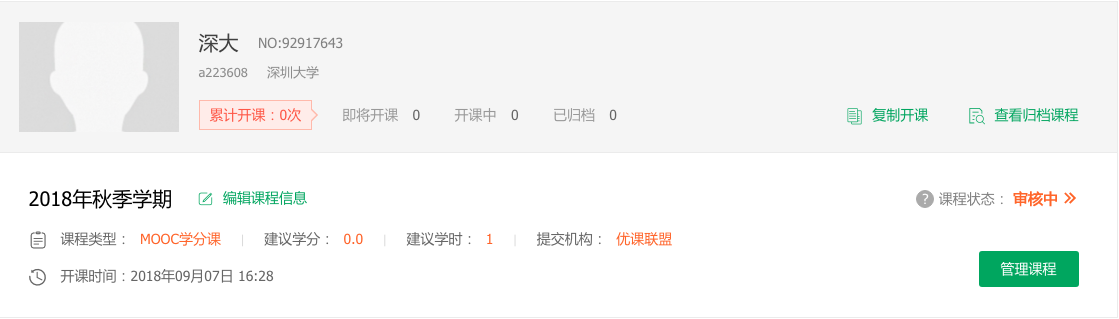 深大 NO:92917643
a223608 深圳大学
累计开课：0次 即将开课 0 开课中 0 已归档 0 复制开课 查看归档课程
2018年秋季学期 编辑课程信息 ? 课程状态： 审核中 »
课程类型： MOOC学分课 | 建议学分： 0.0 | 建议学时： 1 | 提交机构： 优课联盟
开课时间：2018年09月07日 16:28
管理课程